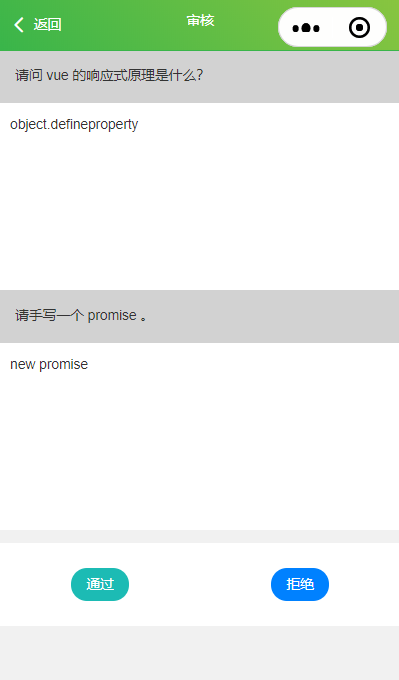 返回
审核
请问 vue 的响应式原理是什么?
object.defineproperty
请手写一个 promise 。
new promise
通过
拒绝